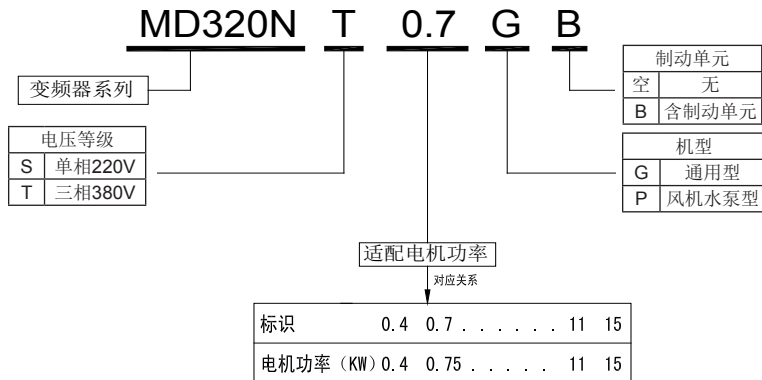 MD320N T 0.7 G B
变频器系列
电压等级
S 单相220V
T 三相380V
制动单元
空 无
B 含制动单元
机型
G 通用型
P 风机水泵型
适配电机功率
对应关系
标识 0.4 0.7 . . . . . . 11 15
电机功率（KW）0.4 0.75 . . . . . 11 15